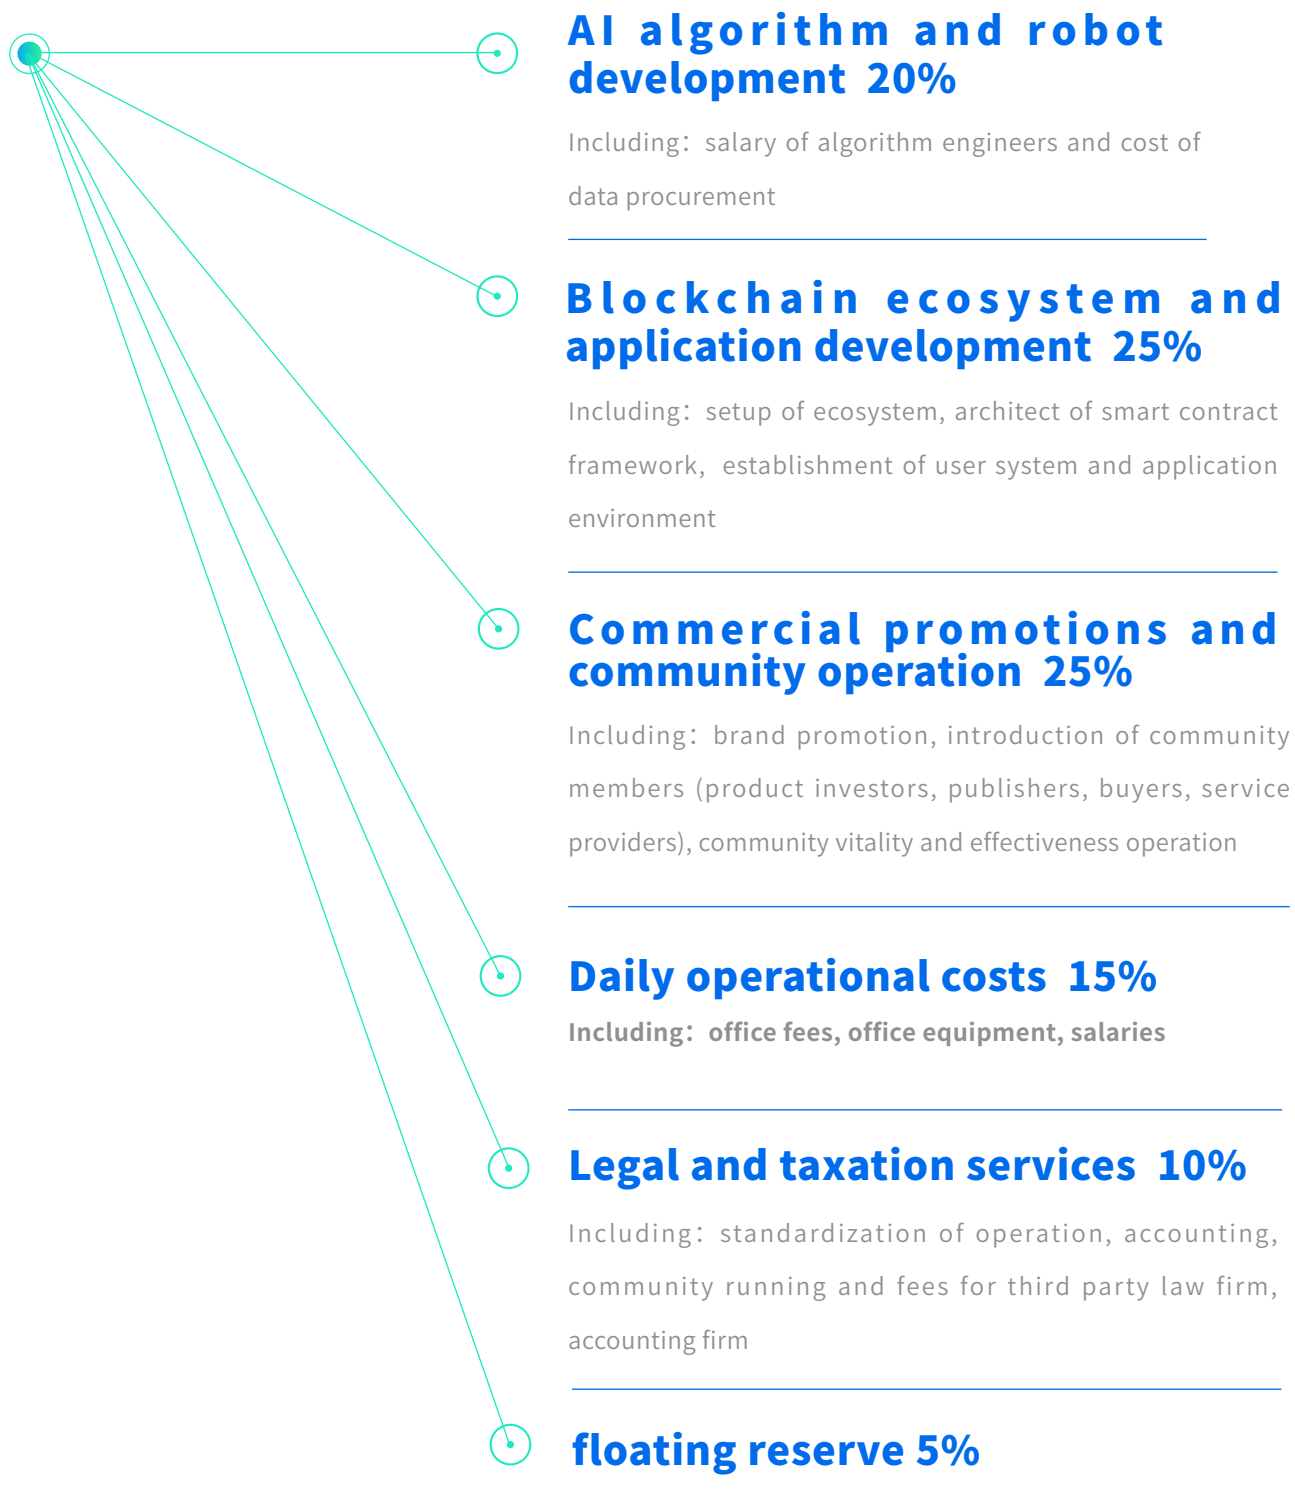 AI algorithm and robot
development 20%
Including：salary of algorithm engineers and cost of
data procurement
Blockchain ecosystem and
application development 25%
Including：setup of ecosystem, architect of smart contract
framework，establishment of user system and application
environment
Commercial promotions and
community operation 25%
Including：brand promotion, introduction of community
members (product investors, publishers, buyers, service
providers), community vitality and effectiveness operation
Daily operational costs 15%
Including：office fees, office equipment, salaries
Legal and taxation services 10%
Including：standardization of operation, accounting,
community running and fees for third party law firm,
accounting firm
floating reserve 5%